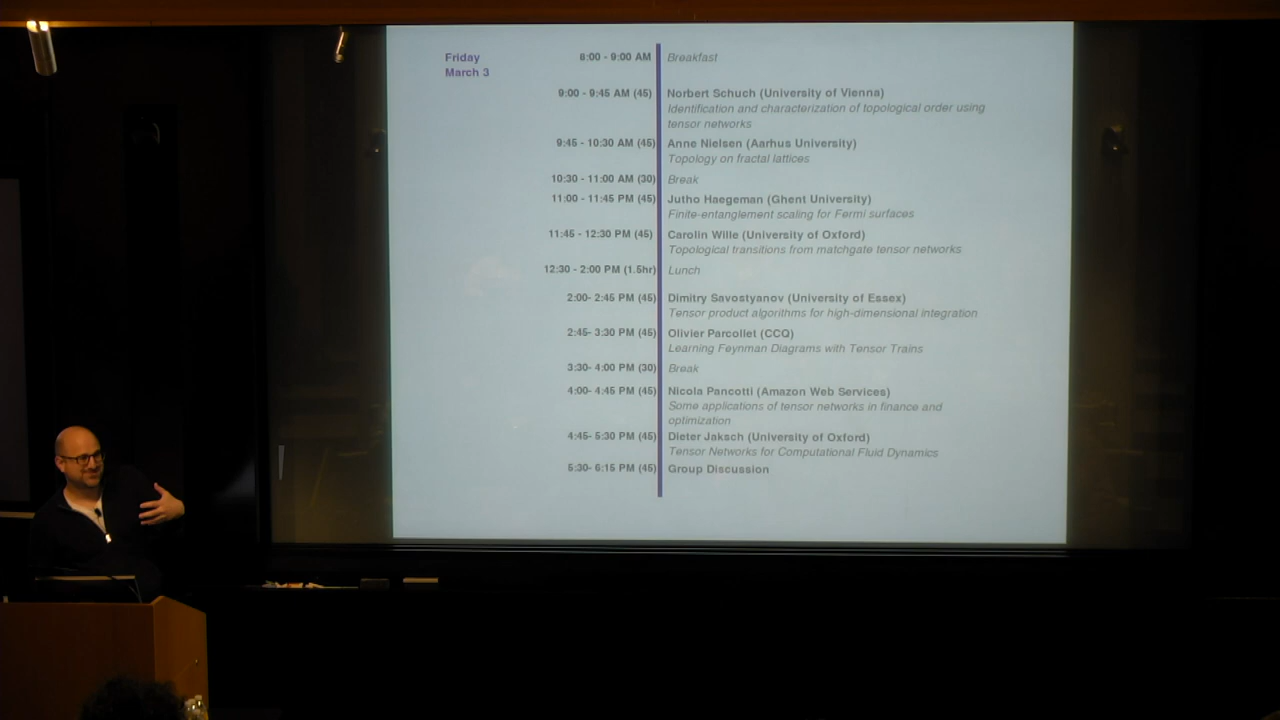 Friday
March 3
8:00 - 9:00 AM
Breakfast
9:00 - 9:45 AM (45)
Norbert Schuch (University of Vienna)
Identification and characterization of topological order using
tensor networks
9:45 - 10:30 AM (45)
Anne Nielsen (Aarhus University)
Topology on fractal lattices
10:30 - 11:00 AM (30)
Break
11:00 - 11:45 PM (45)
Jutho Haegeman (Ghent University)
Finite-entanglement scaling for Fermi surfaces
11:45 - 12:30 PM (45)
Carolin Wille (University of Oxford)
Topological transitions from matchgate tensor networks
12:30 - 2:00 PM (1.5hr)
Lunch
2:00- 2:45 PM (45)
Dimitry Savostyanov (University of Essex)
Tensor product algorithms for high-dimensional integration
2:45- 3:30 PM (45)
Olivier Parcollet (CCQ)
Learning Feynman Diagrams with Tensor Trains
3:30- 4:00 PM (30)
Break
4:00- 4:45 PM (45)
Nicola Pancotti (Amazon Web Services)
Some applications of tensor networks in finance and
optimization
4:45- 5:30 PM (45)
Dieter Jaksch (University of Oxford)
Tensor Networks for Computational Fluid Dynamics
5:30- 6:15 PM (45)
Group Discussion